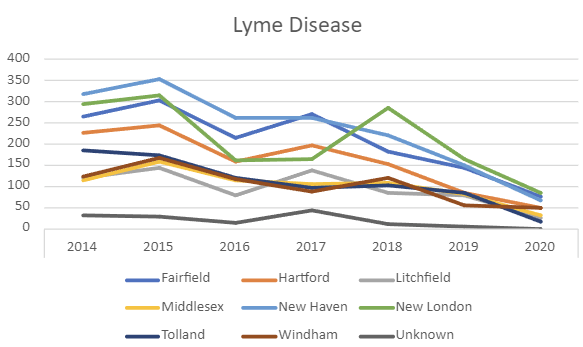 Lyme Disease
400
350
300
250
200
150
100
50
0
2014 2015 2016 2017 2018 2019 2020
Fairfield Hartford Litchfield
Middlesex New Haven New London
Tolland Windham Unknown